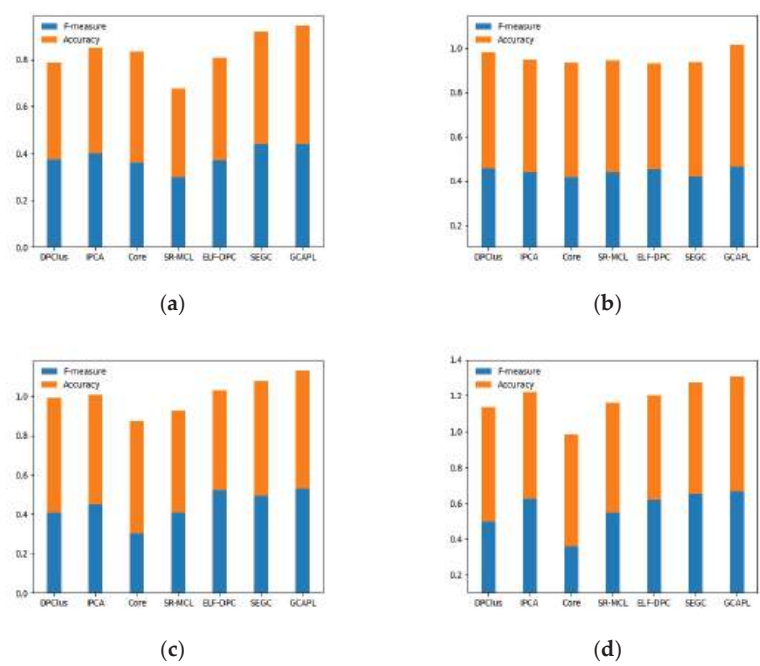 F-measure
Accuracy
0.8
0.6
0.4
0.2
0.0
DPClus IPCA Core SR-MCL ELF-DPC SEGC GCAPL
(a)
F-measure
Accuracy
1.0
0.8
0.6
0.4
0.2
DPClus IPCA Core SR-MCL ELF-DPC SEGC GCAPL
(b)
F-measure
Accuracy
1.0
0.8
0.6
0.4
0.2
0.0
DPClus IPCA Core SR-MCL ELF-DPC SEGC GCAPL
(c)
1.4
F-measure
Accuracy
1.2
1.0
0.8
0.6
0.4
0.2
DPClus IPCA Core SR-MCL ELF-DPC SEGC GCAPL
(d)